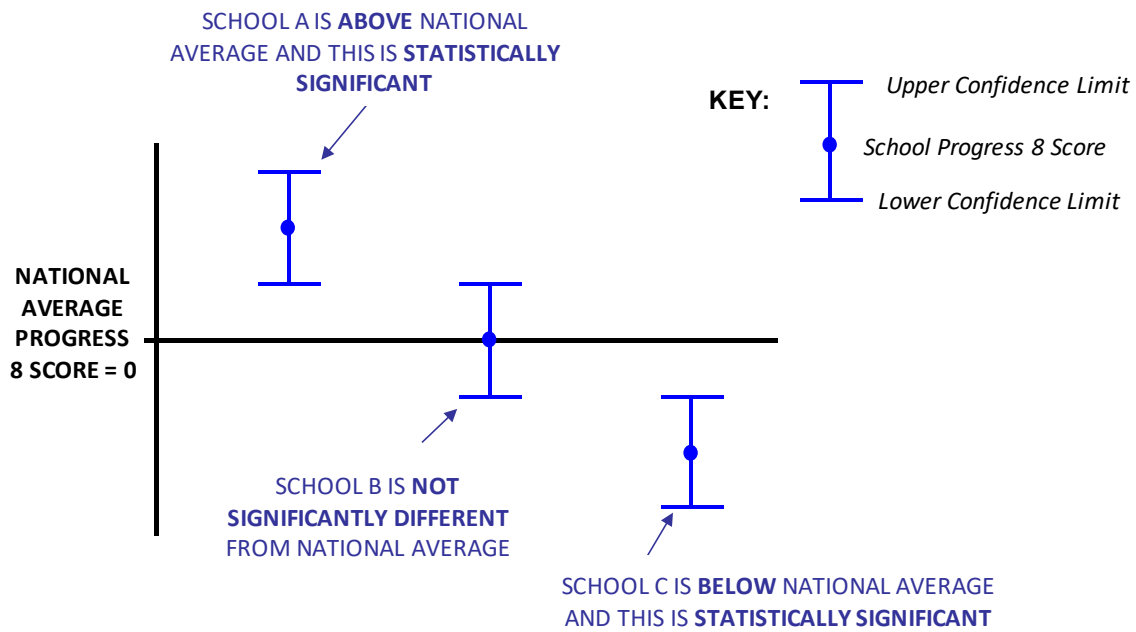 SCHOOL A IS ABOVE NATIONAL
AVERAGE AND THIS IS STATISTICALLY
SIGNIFICANT
KEY:
Upper Confidence Limit
School Progress 8 Score
Lower Confidence Limit
NATIONAL
AVERAGE
PROGRESS
8 SCORE = 0
SCHOOL B IS NOT
SIGNIFICANTLY DIFFERENT
FROM NATIONAL AVERAGE
SCHOOL C IS BELOW NATIONAL AVERAGE
AND THIS IS STATISTICALLY SIGNIFICANT